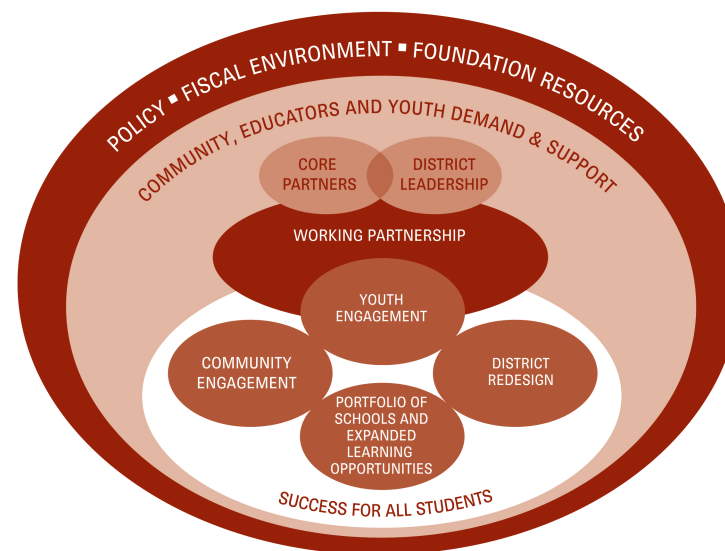 POLICY ▪ FISCAL ENVIRONMENT ▪ FOUNDATION RESOURCES
COMMUNITY, EDUCATORS AND YOUTH DEMAND & SUPPORT
CORE
PARTNERS
DISTRICT
LEADERSHIP
WORKING PARTNERSHIP
YOUTH
ENGAGEMENT
COMMUNITY
ENGAGEMENT
DISTRICT
REDESIGN
PORTFOLIO OF
SCHOOLS AND
EXPANDED
LEARNING
OPPORTUNITIES
SUCCESS FOR ALL STUDENTS